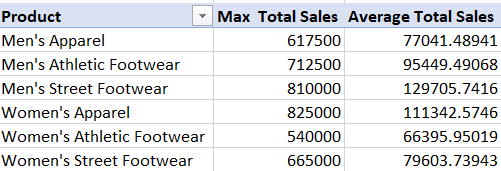 Product Max  Total Sales Average Total Sales
Men's Apparel 617500 77041.48941
Men's Athletic Footwear 712500 95449.49068
Men's Street Footwear 810000 129705.7416
Women's Apparel 825000 111342.5746
Women's Athletic Footwear 540000 66395.95019
Women's Street Footwear 665000 79603.73943